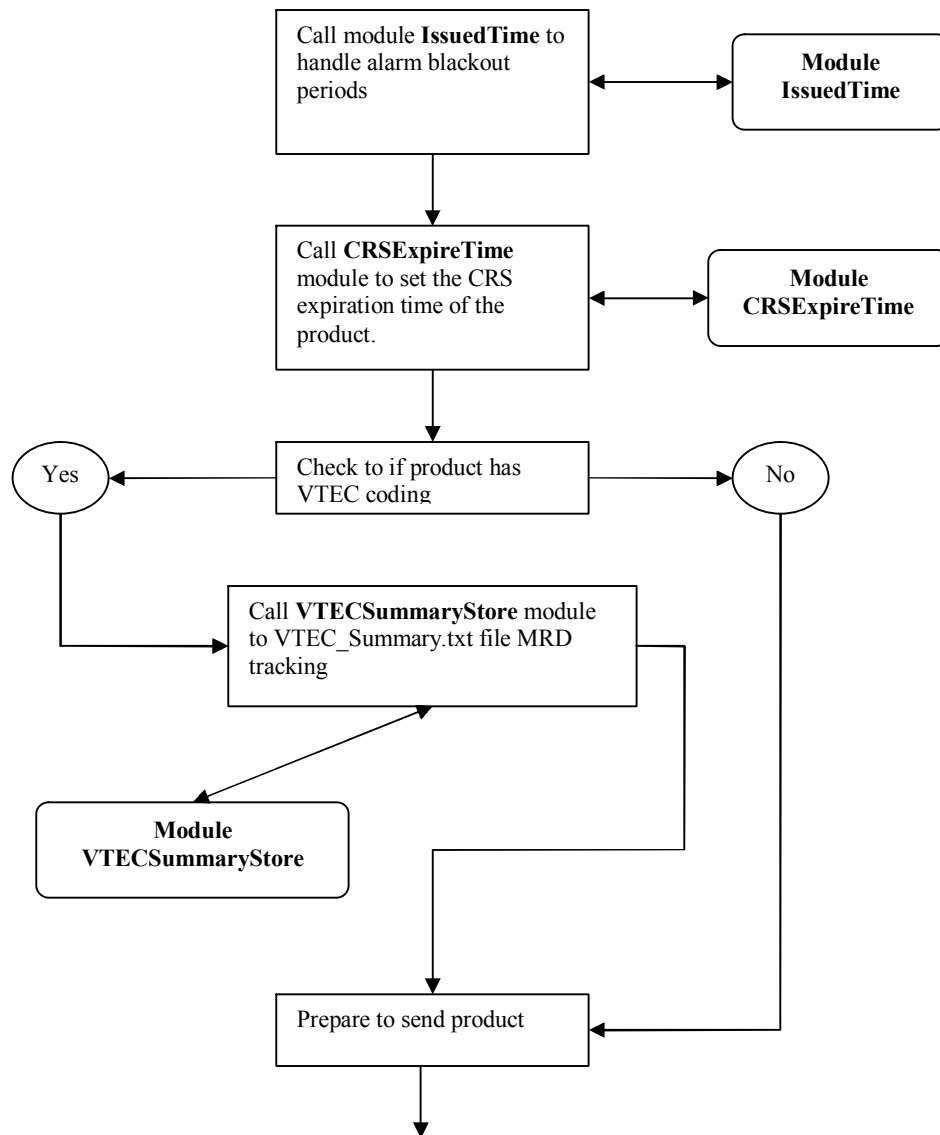 Call module IssuedTime to
handle alarm blackout
periods
Module
IssuedTime
Call CRSExpireTime
module to set the CRS
expiration time of the
product.
Module
CRSExpireTime
Yes
Check to if product has
VTEC coding
No
Call VTECSummaryStore module
to VTEC_Summary.txt file MRD
tracking
Module
VTECSummaryStore
Prepare to send product